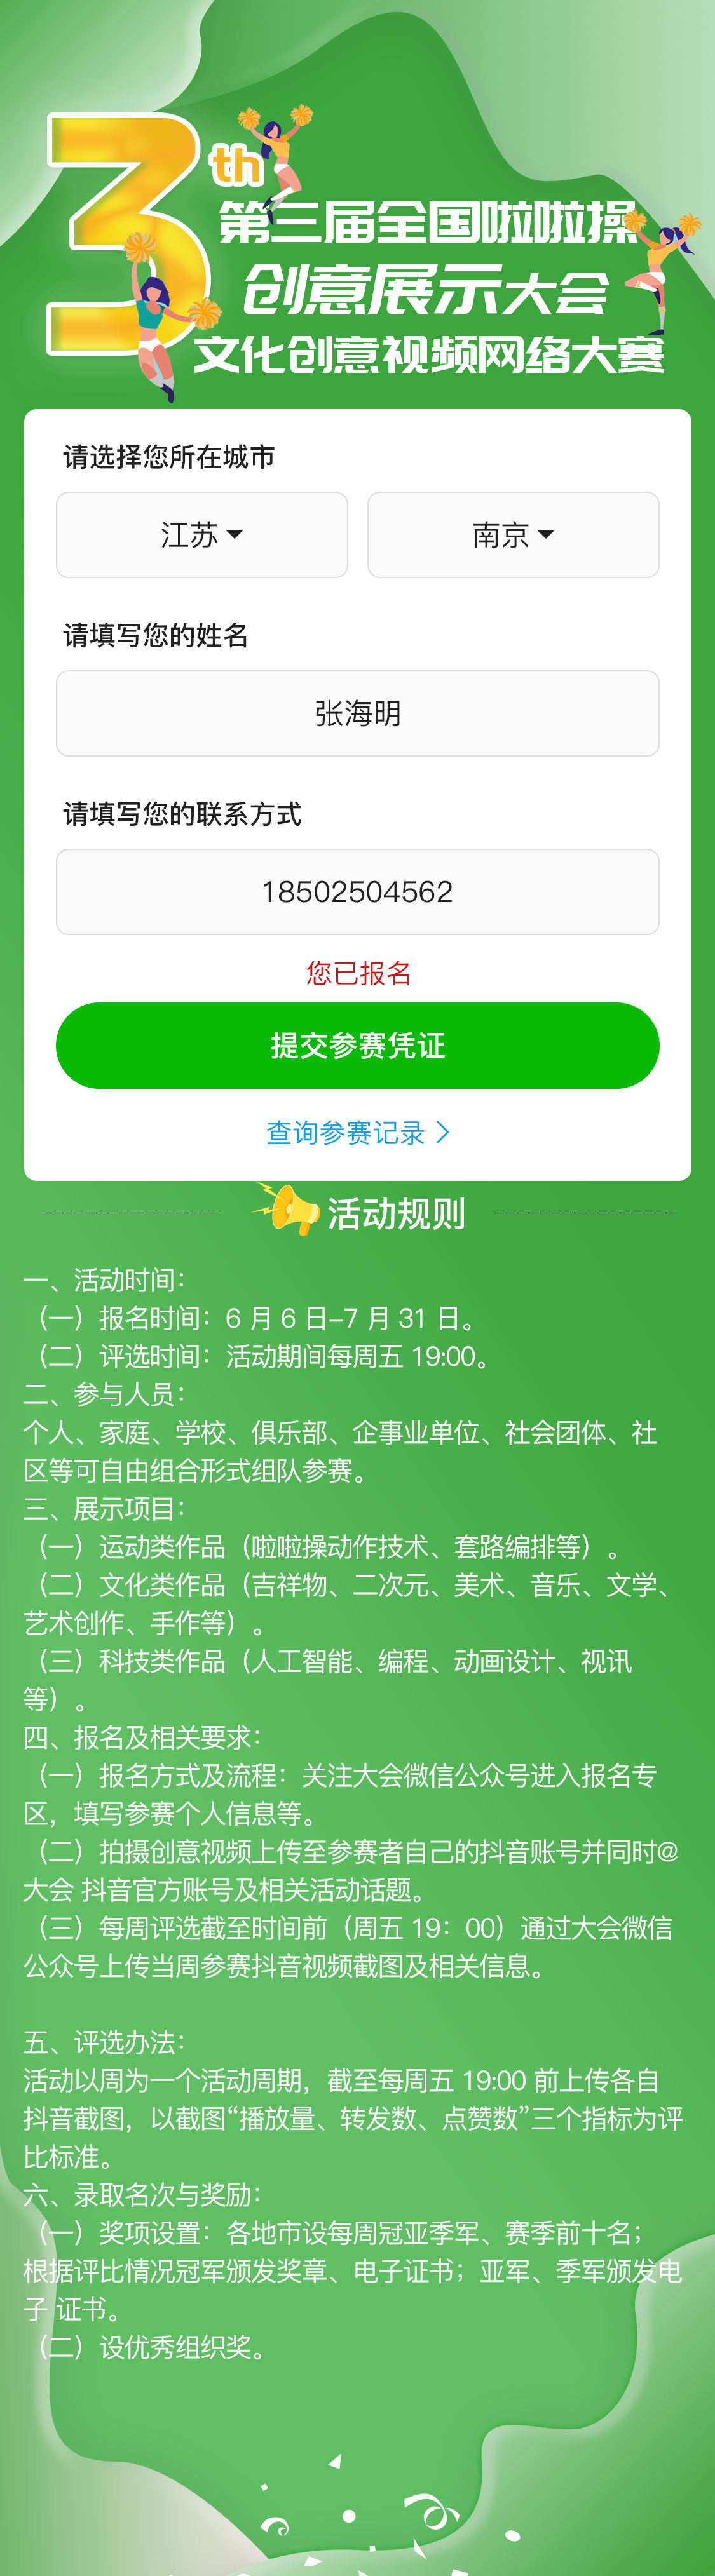 3th
第三届全国啦啦操
创意展示大会
文化创意视频网络大赛
请选择您所在城市
江苏 南京
请填写您的姓名
张海明
请填写您的联系方式
18502504562
您已报名
提交参赛凭证
查询参赛记录 >
活动规则
一、活动时间：
（一）报名时间：6 月 6 日-7 月 31 日。
（二）评选时间：活动期间每周五 19:00。
二、参与人员：
个人、家庭、学校、俱乐部、企事业单位、社会团体、社
区等可自由组合形式组队参赛。
三、展示项目：
（一）运动类作品（啦啦操动作技术、套路编排等）。
（二）文化类作品（吉祥物、二次元、美术、音乐、文学、
艺术创作、手作等）。
（三）科技类作品（人工智能、编程、动画设计、视讯
等）。
四、报名及相关要求：
（一）报名方式及流程：关注大会微信公众号进入报名专
区，填写参赛个人信息等。
（二）拍摄创意视频上传至参赛者自己的抖音账号并同时@
大会 抖音官方账号及相关活动话题。
（三）每周评选截至时间前（周五 19：00）通过大会微信
公众号上传当周参赛抖音视频截图及相关信息。
五、评选办法：
活动以周为一个活动周期，截至每周五 19:00 前上传各自
抖音截图，以截图“播放量、转发数、点赞数”三个指标为评
比标准。
六、录取名次与奖励：
（一）奖项设置：各地市设每周冠亚季军、赛季前十名；
根据评比情况冠军颁发奖章、电子证书；亚军、季军颁发电
子 证书。
（二）设优秀组织奖。